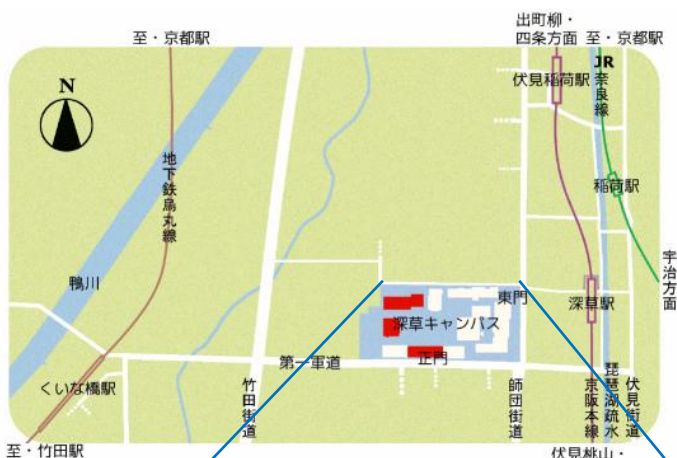 出町柳・
四条方面
至・京都駅
至・京都駅
伏見稲荷駅
JR
奈良線
N
地下鉄烏丸線
稲荷駅
宇治方面
鴨川
東門
深草駅
深草キャンパス
正門
第一軍道
くいな橋駅
竹田街道
師団街道
京阪本線
琵琶湖疏水
伏見街道
至・竹田駅
伏見桃山・